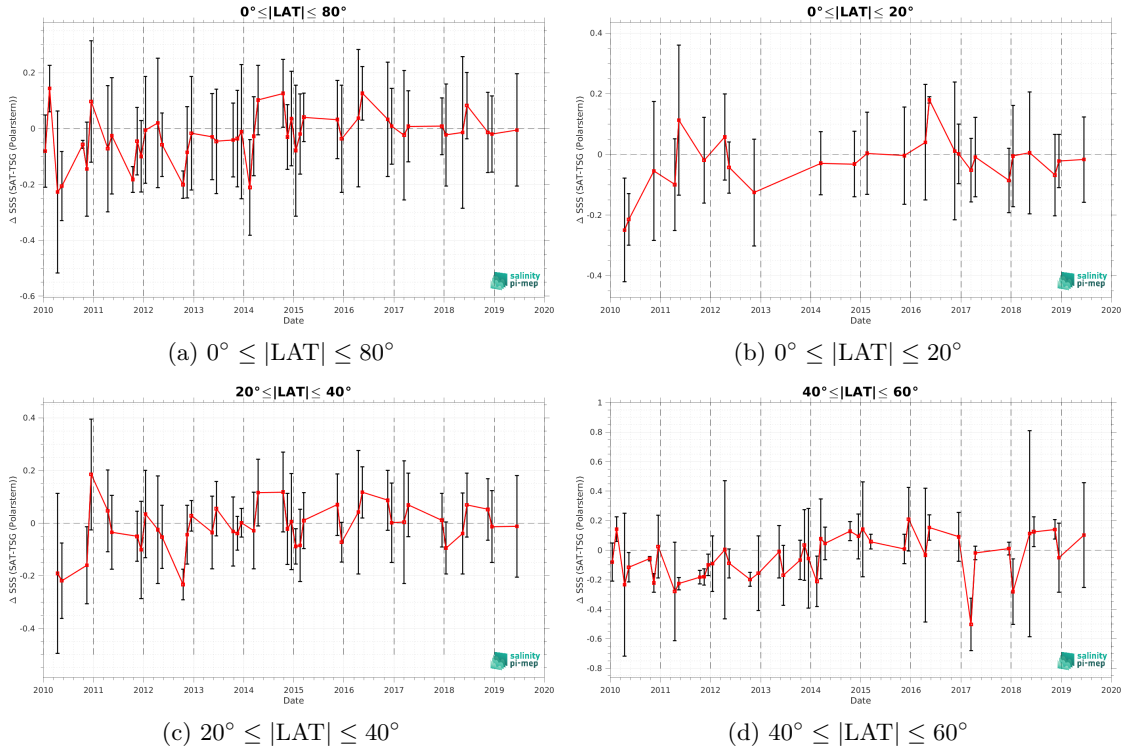 0°≤|LAT|≤ 80°
Δ SSS (SAT-TSG (Polarstern))
0.2
0
-0.2
-0.4
-0.6
2010 2011 2012 2013 2014 2015 2016 2017 2018 2019 2020
Date
salinity
pi-mep
(a) 0° ≤ |LAT| ≤ 80°
0°≤|LAT|≤ 20°
Δ SSS (SAT-TSG (Polarstern))
0.4
0.2
0
-0.2
-0.4
2010 2011 2012 2013 2014 2015 2016 2017 2018 2019 2020
Date
salinity
pi-mep
(b) 0° ≤ |LAT| ≤ 20°
20°≤|LAT|≤ 40°
Δ SSS (SAT-TSG (Polarstern))
0.4
0.2
0
-0.2
-0.4
2010 2011 2012 2013 2014 2015 2016 2017 2018 2019 2020
Date
salinity
pi-mep
(c) 20° ≤ |LAT| ≤ 40°
40°≤|LAT|≤ 60°
Δ SSS (SAT-TSG (Polarstern))
1
0.8
0.6
0.4
0.2
0
-0.2
-0.4
-0.6
-0.8
2010 2011 2012 2013 2014 2015 2016 2017 2018 2019 2020
Date
salinity
pi-mep
(d) 40° ≤ |LAT| ≤ 60°